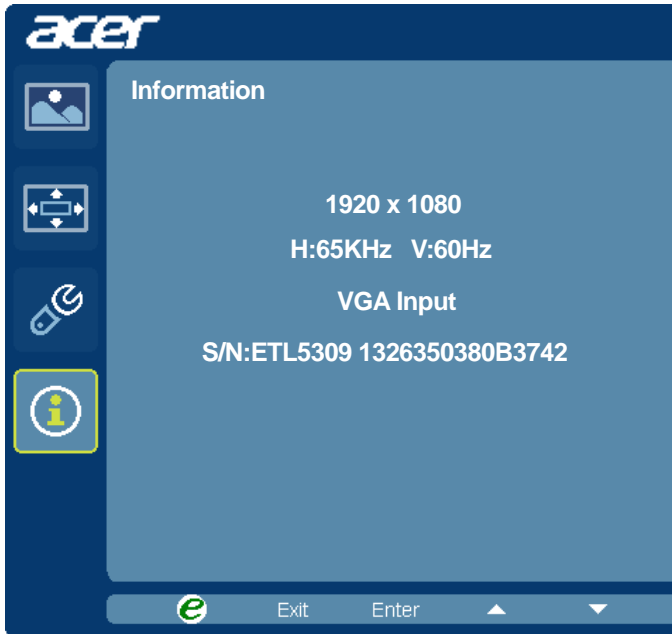 acer
Information
1920 x 1080
H:65KHz V:60Hz
VGA Input
S/N:ETL5309 1326350380B3742
e Exit Enter